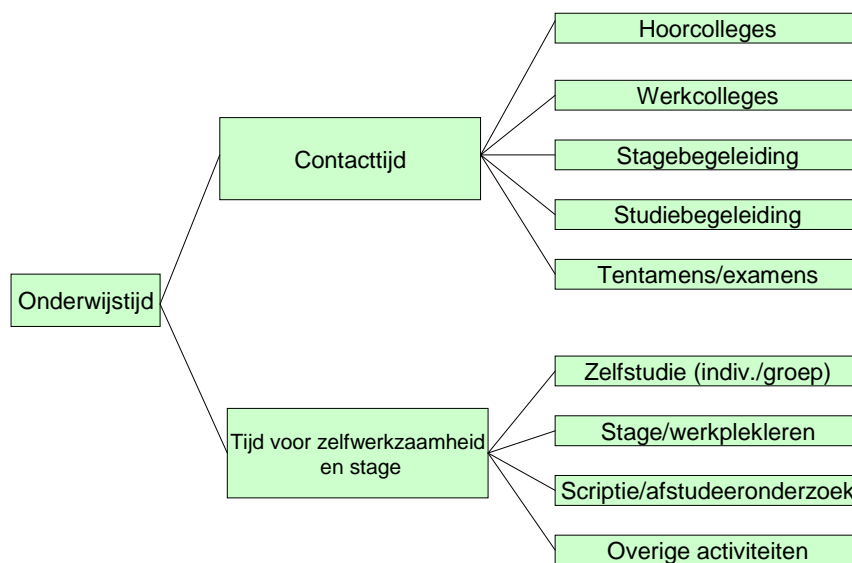 Onderwijstijd
Contacttijd
Hoorcolleges
Werkcolleges
Stagebegeleiding
Studiebegeleiding
Tentamens/examens
Tijd voor zelfwerkzaamheid
en stage
Zelfstudie (indiv./groep)
Stage/werkplekleren
Scriptie/afstudeeronderzoek
Overige activiteiten